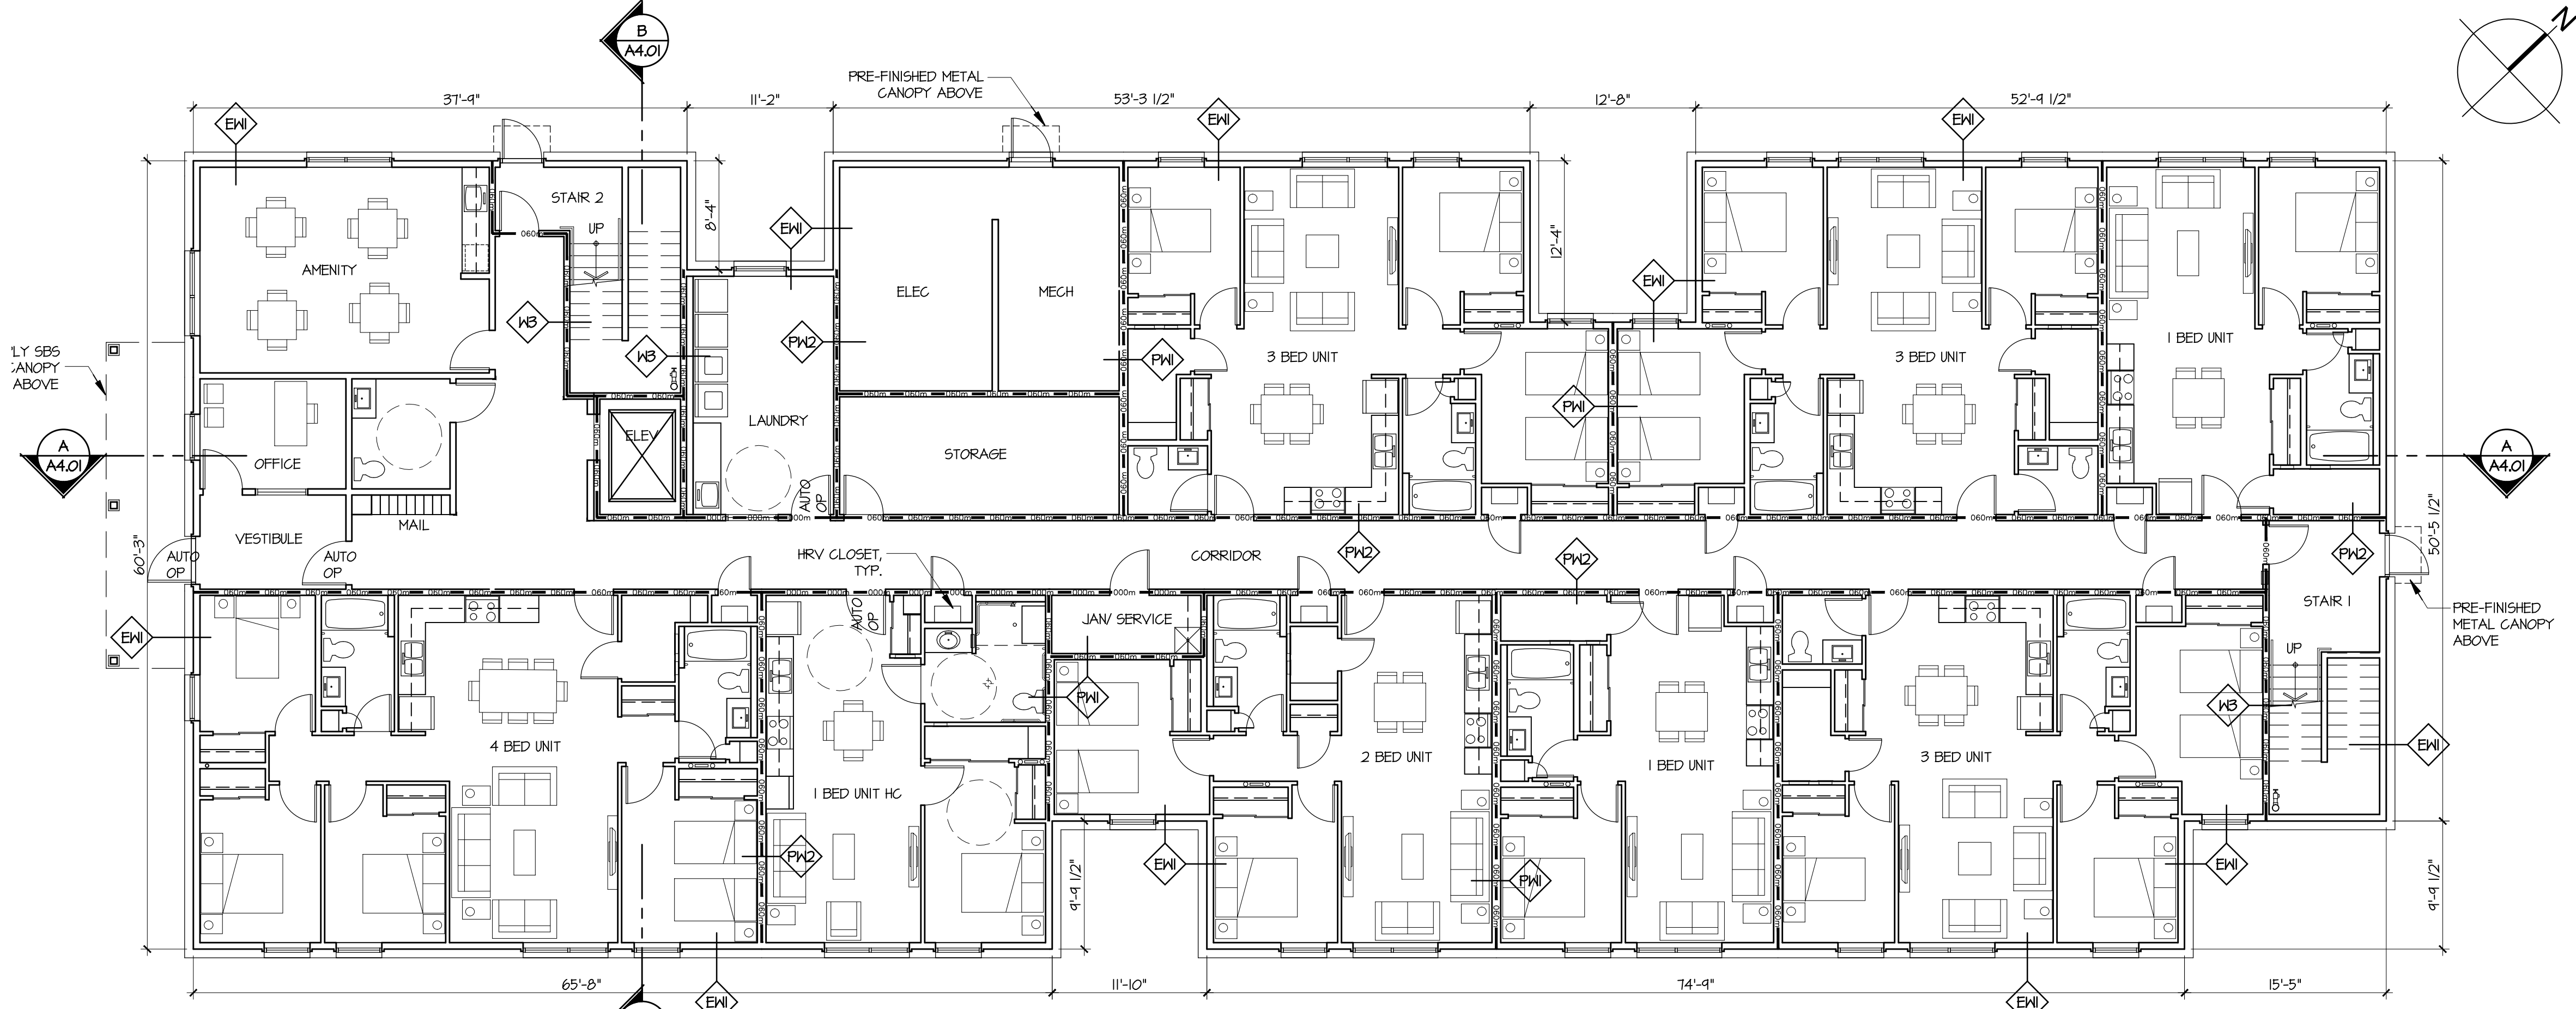 B
A4.01
N
PRE-FINISHED METAL
CANOPY ABOVE
37'-9"
11'-2"
53'-3 1/2"
12'-8"
52'-9 1/2"
EW1
EW1
EW1
STAIR 2
UP
060m
8'-4"
EW1
12'-4"
EW1
AMENITY
ELEC
MECH
W3
W3
PW2
PW1
3 BED UNIT
3 BED UNIT
1 BED UNIT
"LY SBS
CANOPY
ABOVE
PW1
LAUNDRY
ELEV
STORAGE
OFFICE
A
A4.01
A
A4.01
AUTO
OP
MAIL
VESTIBULE
60'-3"
AUTO
OP
AUTO
OP
HRV CLOSET,
TYP.
CORRIDOR
PW2
PW2
PW2
50'-5 1/2"
AUTO
OP
JAN/ SERVICE
STAIR 1
PRE-FINISHED
METAL CANOPY
ABOVE
EW1
UP
PW1
W3
EW1
4 BED UNIT
2 BED UNIT
1 BED UNIT
3 BED UNIT
1 BED UNIT HC
PW2
EW1
PW1
EW1
9'-9 1/2"
9'-9 1/2"
65'-8"
11'-10"
74'-9"
15'-5"
EW1
EW1